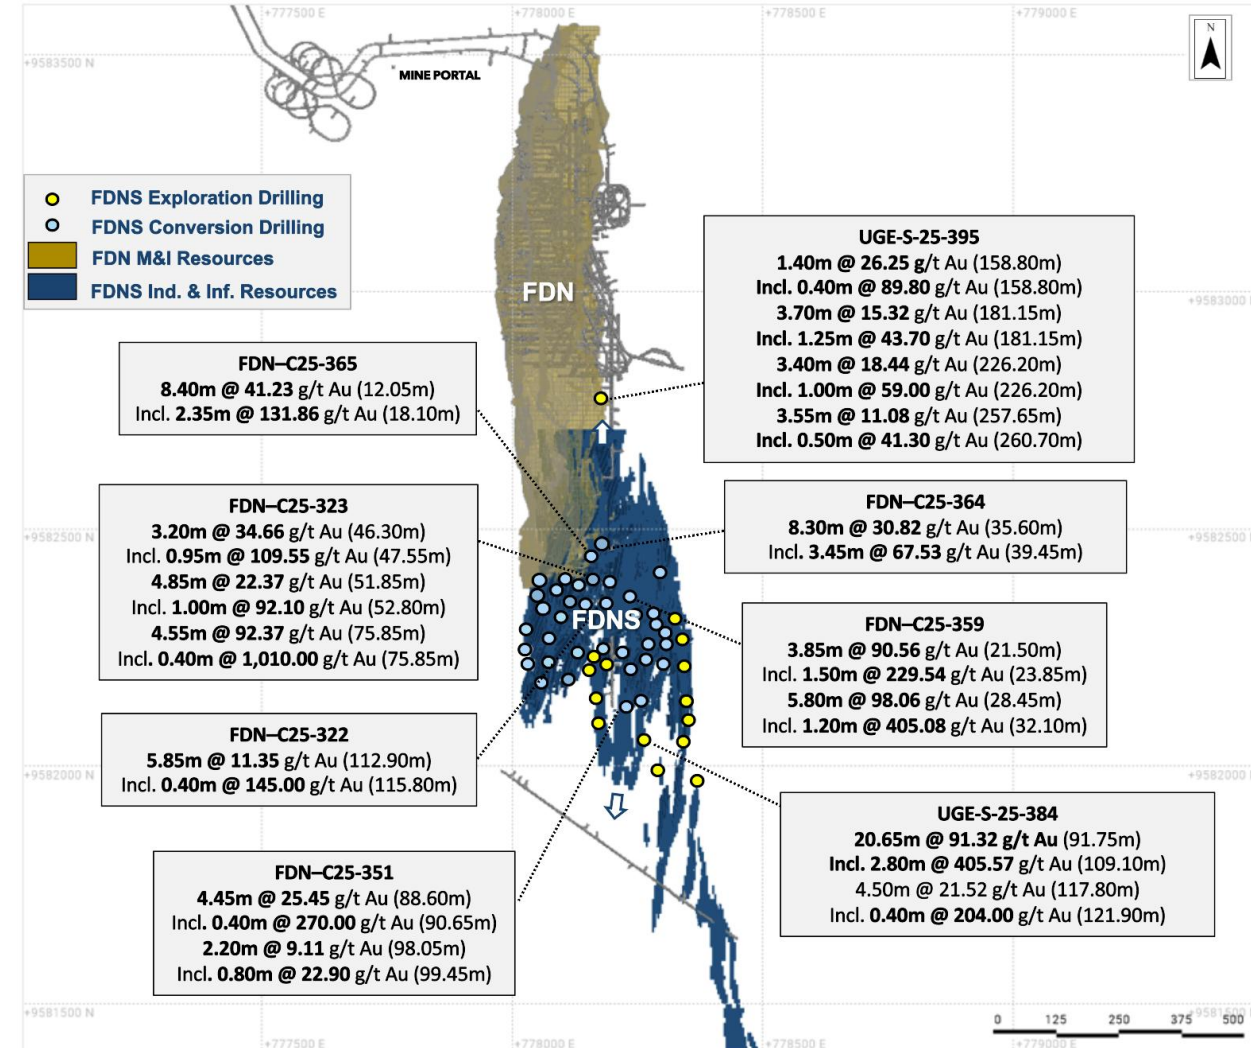 +777500 E
+778000 E
+778500 E
+779000 E
N
+9583500 N
MINE PORTAL
FDNS Exploration Drilling
FDNS Conversion Drilling
FDN M&I Resources
FDNS Ind. & Inf. Resources
+9583000 N
FDN
UGE-S-25-395
1.40m @ 26.25 g/t Au (158.80m)
Incl. 0.40m @ 89.80 g/t Au (158.80m)
3.70m @ 15.32 g/t Au (181.15m)
Incl. 1.25m @ 43.70 g/t Au (181.15m)
3.40m @ 18.44 g/t Au (226.20m)
Incl. 1.00m @ 59.00 g/t Au (226.20m)
3.55m @ 11.08 g/t Au (257.65m)
Incl. 0.50m @ 41.30 g/t Au (260.70m)
FDN–C25-365
8.40m @ 41.23 g/t Au (12.05m)
Incl. 2.35m @ 131.86 g/t Au (18.10m)
FDN–C25-323
3.20m @ 34.66 g/t Au (46.30m)
Incl. 0.95m @ 109.55 g/t Au (47.55m)
4.85m @ 22.37 g/t Au (51.85m)
Incl. 1.00m @ 92.10 g/t Au (52.80m)
4.55m @ 92.37 g/t Au (75.85m)
Incl. 0.40m @ 1,010.00 g/t Au (75.85m)
FDN–C25-364
8.30m @ 30.82 g/t Au (35.60m)
Incl. 3.45m @ 67.53 g/t Au (39.45m)
+9582500 N
+9582500 N
FDNS
FDN–C25-359
3.85m @ 90.56 g/t Au (21.50m)
Incl. 1.50m @ 229.54 g/t Au (23.85m)
5.80m @ 98.06 g/t Au (28.45m)
Incl. 1.20m @ 405.08 g/t Au (32.10m)
FDN–C25-322
5.85m @ 11.35 g/t Au (112.90m)
Incl. 0.40m @ 145.00 g/t Au (115.80m)
+9582000 N
+9582000 N
UGE-S-25-384
20.65m @ 91.32 g/t Au (91.75m)
Incl. 2.80m @ 405.57 g/t Au (109.10m)
4.50m @ 21.52 g/t Au (117.80m)
Incl. 0.40m @ 204.00 g/t Au (121.90m)
FDN–C25-351
4.45m @ 25.45 g/t Au (88.60m)
Incl. 0.40m @ 270.00 g/t Au (90.65m)
2.20m @ 9.11 g/t Au (98.05m)
Incl. 0.80m @ 22.90 g/t Au (99.45m)
+9581500 N
+9581500 N
0 125 250 375 500
+777500 E
+778000 E
+778500 E
+779000 E